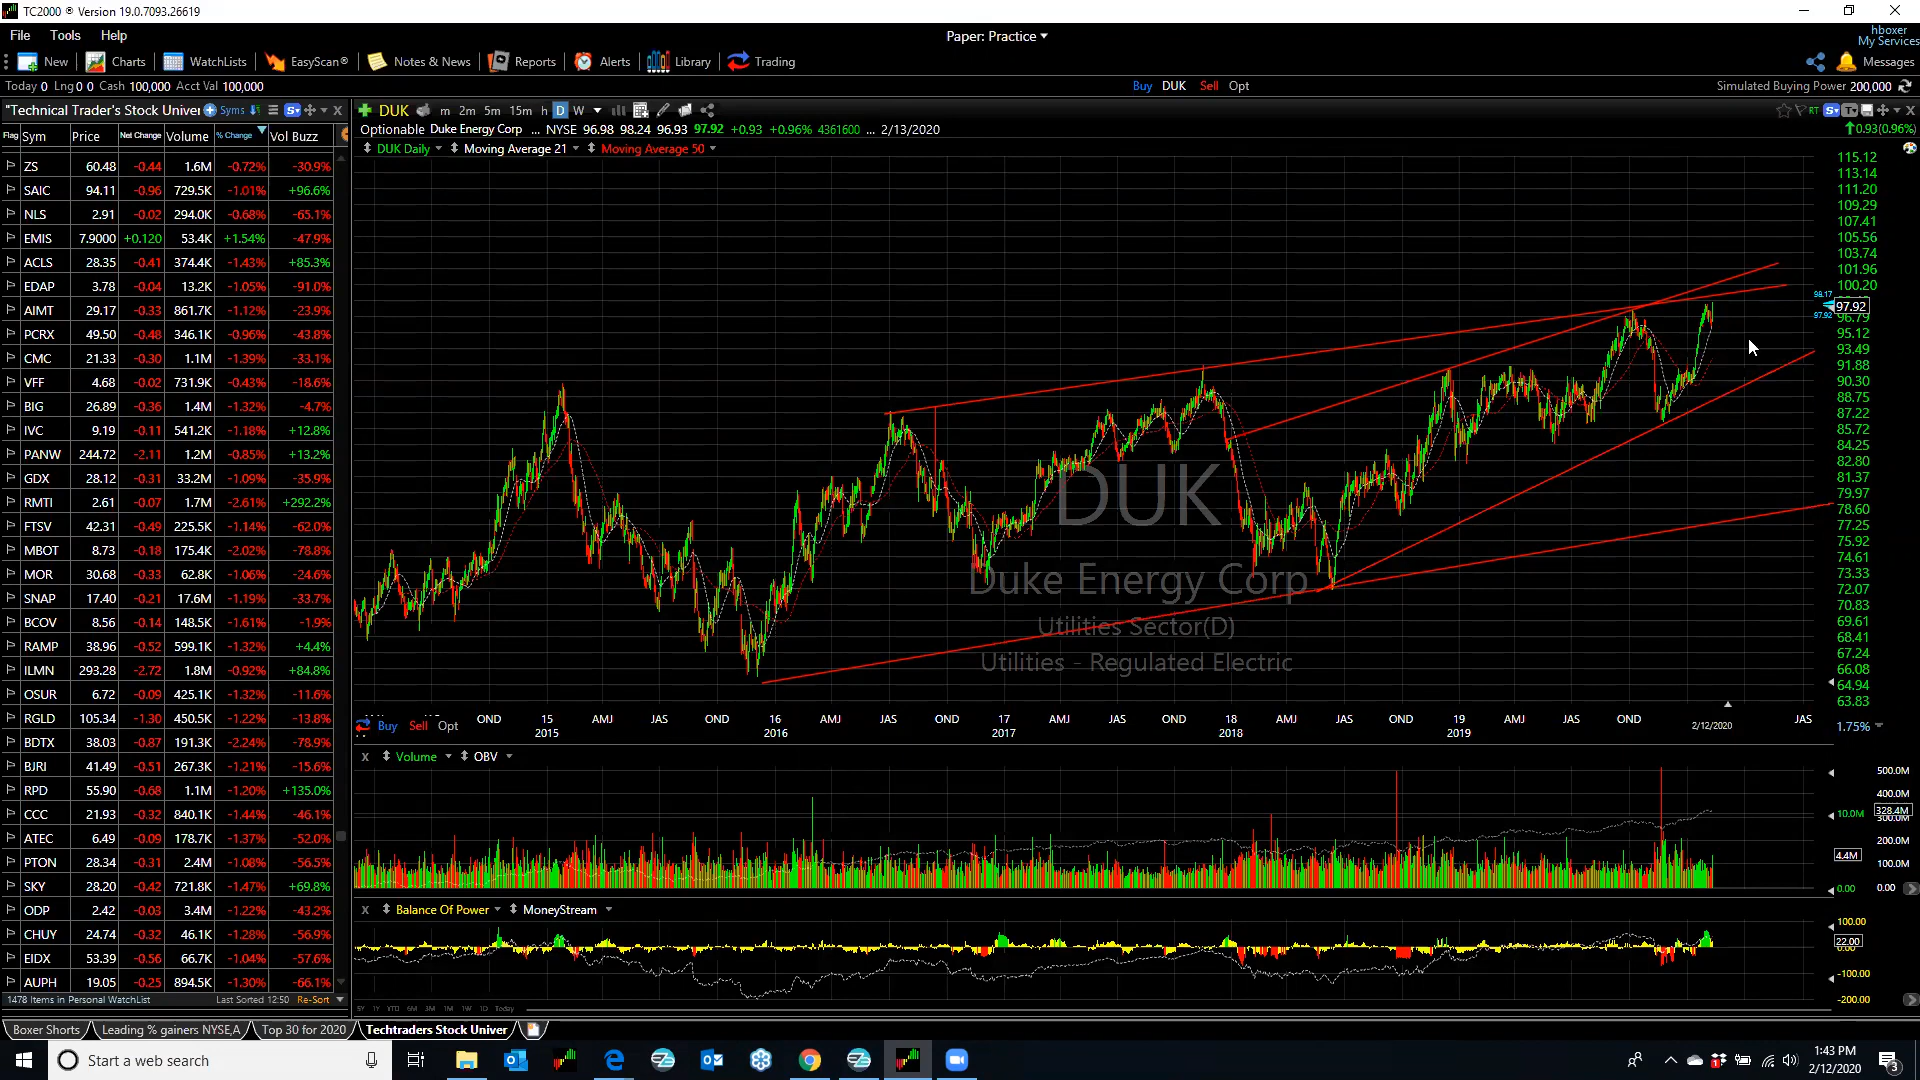 TC2000 ® Version 19.0.7093.26619
File Tools Help
Paper: Practice
hboxer
My Services
New Charts WatchLists EasyScan® Notes & News Reports Alerts Library Trading
Messages
Today 0 Lng 0 0 Cash 100,000 Acct Val 100,000
Buy DUK Sell Opt
Simulated Buying Power 200,000
"Technical Trader's Stock Univer Syms
DUK m 2m 5m 15m h D W
RT
Optionable Duke Energy Corp ... NYSE 96.98 98.24 96.93 97.92 +0.93 +0.96% 4361600 ... 2/13/2020
0.93(0.96%)
DUK Daily Moving Average 21 Moving Average 50
Flag Sym Price Net Change Volume % Change Vol Buzz
ZS 60.48 -0.44 1.6M -0.72% -30.9%
SAIC 94.11 -0.96 729.5K -1.01% +96.6%
NLS 2.91 -0.02 294.0K -0.68% -65.1%
EMIS 7.9000 +0.120 53.4K +1.54% -47.9%
ACLS 28.35 -0.41 374.4K -1.43% +85.3%
EDAP 3.78 -0.04 13.2K -1.05% -91.0%
AIMT 29.17 -0.33 861.7K -1.12% -23.9%
PCRX 49.50 -0.48 346.1K -0.96% -43.8%
CMC 21.33 -0.30 1.1M -1.39% -33.1%
VFF 4.68 -0.02 731.9K -0.43% -18.6%
BIG 26.89 -0.36 1.4M -1.32% -4.7%
IVC 9.19 -0.11 541.2K -1.18% +12.8%
PANW 244.72 -2.11 1.2M -0.85% +13.2%
GDX 28.12 -0.31 33.2M -1.09% -35.9%
RMTI 2.61 -0.07 1.7M -2.61% +292.2%
FTSV 42.31 -0.49 225.5K -1.14% -62.0%
MBOT 8.73 -0.18 175.4K -2.02% -78.8%
MOR 30.68 -0.33 62.8K -1.06% -24.6%
SNAP 17.40 -0.21 17.6M -1.19% -33.7%
BCOV 8.56 -0.14 148.5K -1.61% -1.9%
RAMP 38.96 -0.52 599.1K -1.32% +4.4%
ILMN 293.28 -2.72 1.8M -0.92% +84.8%
OSUR 6.72 -0.09 425.1K -1.32% -11.6%
RGLD 105.34 -1.30 450.5K -1.22% -13.8%
BDTX 38.03 -0.87 191.3K -2.24% -78.9%
BJRI 41.49 -0.51 267.3K -1.21% -15.6%
RPD 55.90 -0.68 1.1M -1.20% +135.0%
CCC 21.93 -0.32 840.1K -1.44% -46.1%
ATEC 6.49 -0.09 178.7K -1.37% -52.0%
PTON 28.34 -0.31 2.4M -1.08% -56.5%
SKY 28.20 -0.42 721.8K -1.47% +69.8%
ODP 2.42 -0.03 3.4M -1.22% -43.2%
CHUY 24.74 -0.32 46.1K -1.28% -56.9%
EIDX 53.39 -0.56 66.7K -1.04% -57.6%
AUPH 19.05 -0.25 894.5K -1.30% -66.1%
1478 Items in Personal WatchList Last Sorted 12:50 Re-Sort
115.12
113.14
111.20
109.29
107.41
105.56
103.74
101.96
100.20
98.17
97.92
97.92
96.79
95.12
93.49
91.88
90.30
88.75
87.22
85.72
84.25
82.80
81.37
79.97
78.60
77.25
75.92
74.61
73.33
72.07
70.83
69.61
68.41
67.24
66.08
64.94
63.83
1.75%
DUK
Duke Energy Corp
Utilities Sector(D)
Utilities - Regulated Electric
OND 15 AMJ JAS OND 16 AMJ JAS OND 17 AMJ JAS OND 18 AMJ JAS OND 19 AMJ JAS OND JAS
2015 2016 2017 2018 2019 2/12/2020
Buy Sell Opt
x Volume OBV
500.0M
400.0M
10.0M 328.4M
300.0M
200.0M
4.4M 100.0M
0.00 0.00
x Balance Of Power MoneyStream
100.00
22.00
0.00
-100.00
-200.00
5Y 1Y YTD 6M 3M 1M 1W 1D Today
Boxer Shorts Leading % gainers NYSE,A Top 30 for 2020 Techtraders Stock Univer
Start a web search
1:43 PM
2/12/2020
3